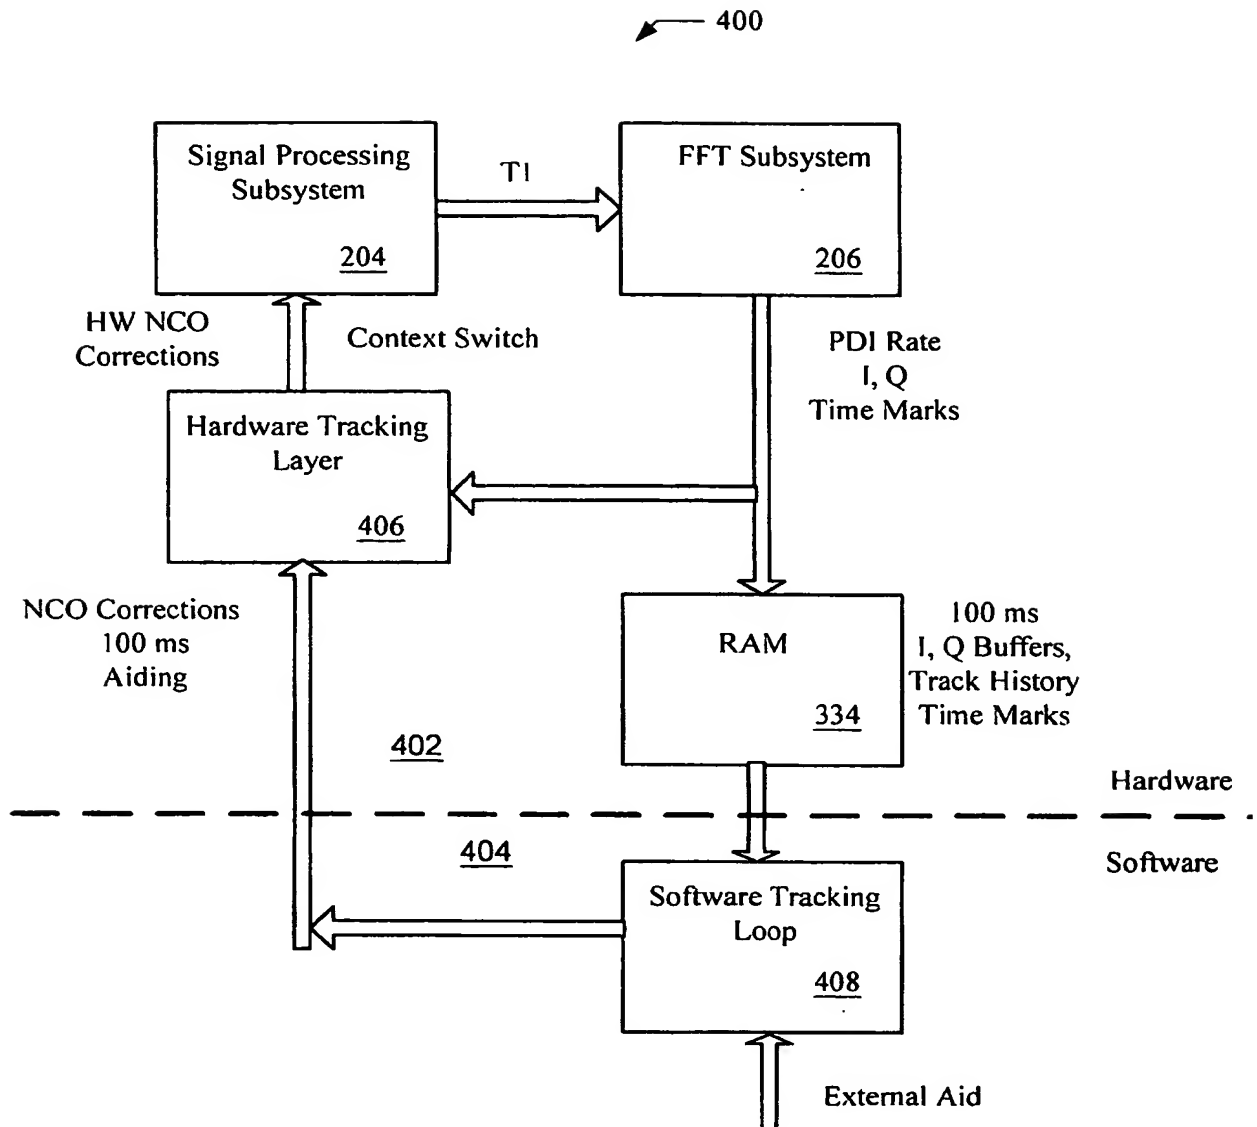 400
Signal Processing
Subsystem
204
T1
FFT Subsystem
206
HW NCO
Corrections
Context Switch
PDI Rate
I, Q
Time Marks
Hardware Tracking
Layer
406
NCO Corrections
100 ms
Aiding
RAM
334
100 ms
I, Q Buffers,
Track History
Time Marks
402
Hardware
404
Software
Software Tracking
Loop
408
External Aid